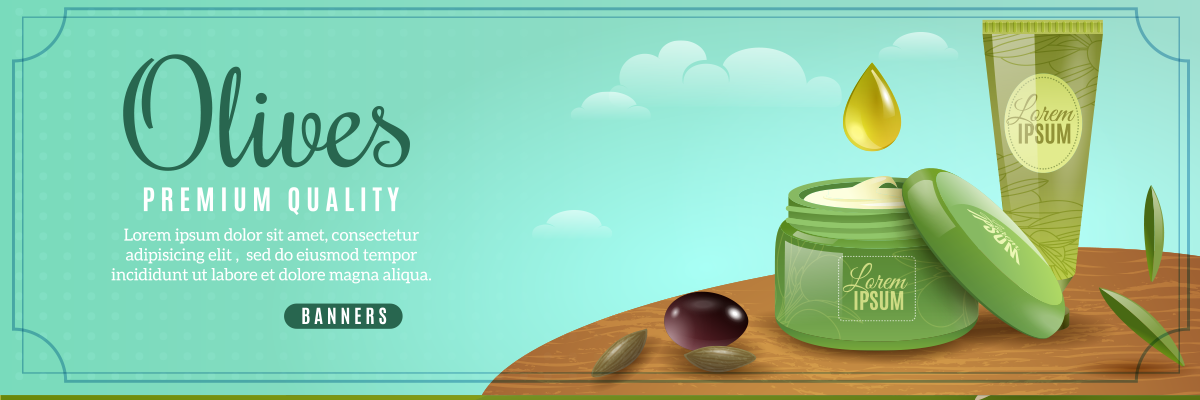 Olives
PREMIUM QUALITY
Lorem ipsum dolor sit amet, consectetur
adipisicing elit , sed do eiusmod tempor
incididunt ut labore et dolore magna aliqua.
BANNERS
Lorem
IPSUM
Lorem
IPSUM